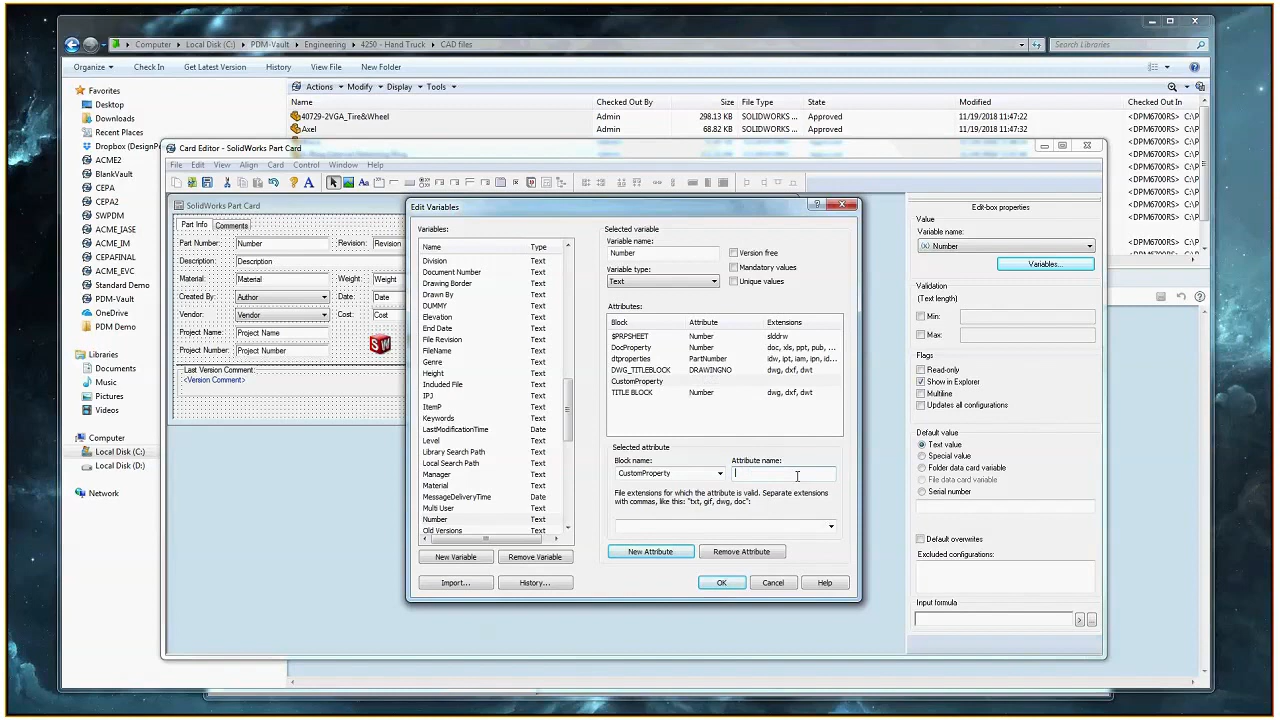 Computer Local Disk (C:) PDM-Vault Engineering 4250 - Hand Truck CAD files
Search Libraries
Organize Check In Get Latest Version History View File New Folder
Favorites
Desktop
Downloads
Recent Places
Dropbox (DesignPo
ACME2
BlankVault
CEPA
CEPA2
SWPDM
ACME_IASE
ACME_IM
CEPAFINAL
ACME_EVC
Standard Demo
PDM-Vault
OneDrive
PDM Demo
Libraries
Documents
Music
Pictures
Videos
Computer
Local Disk (C:)
Local Disk (D:)
Network
Actions Modify Display Tools
Name Checked Out By Size File Type State Modified Checked Out In
40729-2VGA_Tire&Wheel Admin 298.13 KB SOLIDWORKS ... Approved 11/19/2018 11:47:22 <DPM6700RS> C:\P
Axel Admin 68.82 KB SOLIDWORKS ... Approved 11/19/2018 11:47:22 <DPM6700RS> C:\P
Card Editor - SolidWorks Part Card
File Edit View Align Card Control Window Help
SolidWorks Part Card
Part Info Comments
Part Number: Number Revision: Revision
Description: Description
Material: Material Weight: Weight
Created By: Author Date: Date
Vendor: Vendor Cost: Cost
Project Name: Project Name
Project Number: Project Number
Last Version Comment:
<Version Comment>
Edit Variables
Variables:
Name Type
Division Text
Document Number Text
Drawing Border Text
Drawn By Text
DUMMY Text
Elevation Text
End Date Text
File Revision Text
FileName Text
Genre Text
Height Text
Included File Text
IPJ Text
ItemP Text
Keywords Text
LastModificationTime Text
Level Text
Library Search Path Text
Local Search Path Text
Manager Text
Material Text
MessageDeliveryTime Date
Multi User Text
Number Text
Old Versions Text
New Variable Remove Variable
Import... History...
Selected variable
Variable name:
Number
Version free
Variable type:
Mandatory values
Text
Unique values
Attributes:
Block Attribute Extensions
$PRPSHEET Number slddrw
DocProperty Number doc, xls, ppt, pub, ...
dtproperties PartNumber idw, ipt, iam, ipn, id...
DWG_TITLEBLOCK DRAWINGNO dwg, dxf, dwt
CustomProperty
TITLE BLOCK Number dwg, dxf, dwt
Selected attribute
Block name: Attribute name:
CustomProperty
File extensions for which the attribute is valid. Separate extensions
with commas, like this: "txt, gif, dwg, doc":
New Attribute Remove Attribute
OK Cancel Help
Edit-box properties
Value
Variable name:
(x) Number
Variables...
Validation
(Text length)
Min:
Max:
Flags
Read-only
Show in Explorer
Multiline
Updates all configurations
Default value
Text value
Special value
Folder data card variable
File data card variable
Serial number
Default overwrites
Excluded configurations:
Input formula